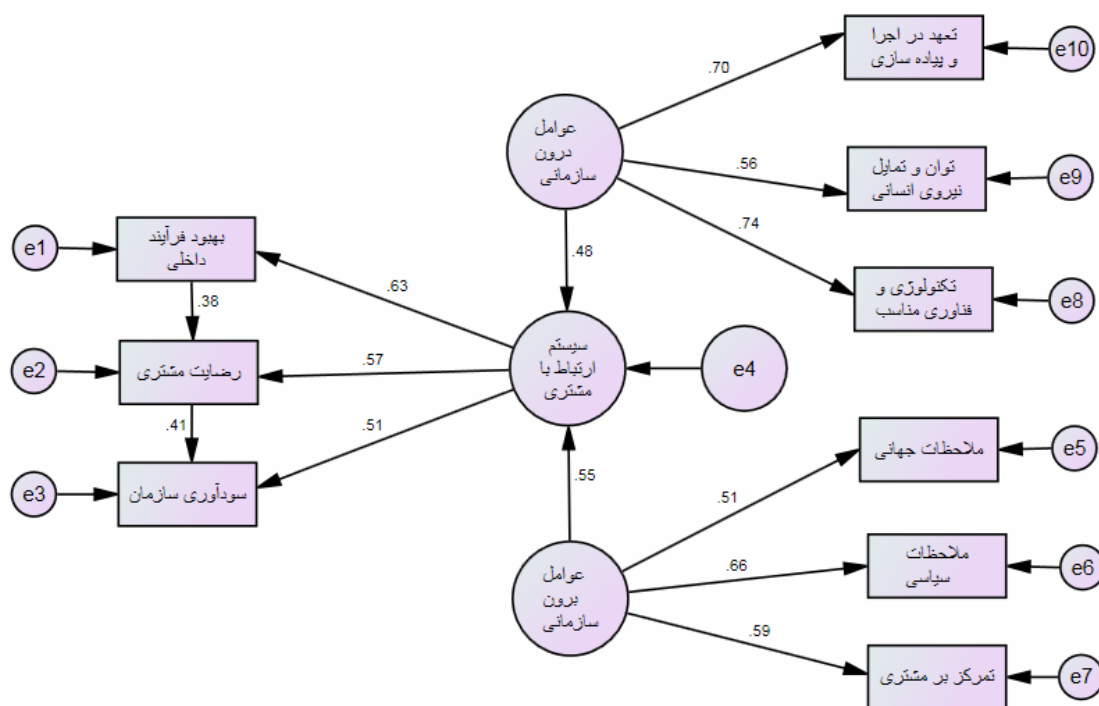 تعهد در اجرا
و پیاده سازی
e10
.70
عوامل
درون
سازمانی
.56
توان و تمایل
نیروی انسانی
e9
.74
تکنولوژی و
فناوری مناسب
e8
.48
e1
بهبود فرآیند
داخلی
.63
.38
سیستم
ارتباط با
مشتری
e4
e2
رضایت مشتری
.57
.41
.51
e3
سودآوری سازمان
.55
ملاحظات جهانی
e5
.51
عوامل
برون
سازمانی
.66
ملاحظات
سیاسی
e6
.59
تمرکز بر مشتری
e7